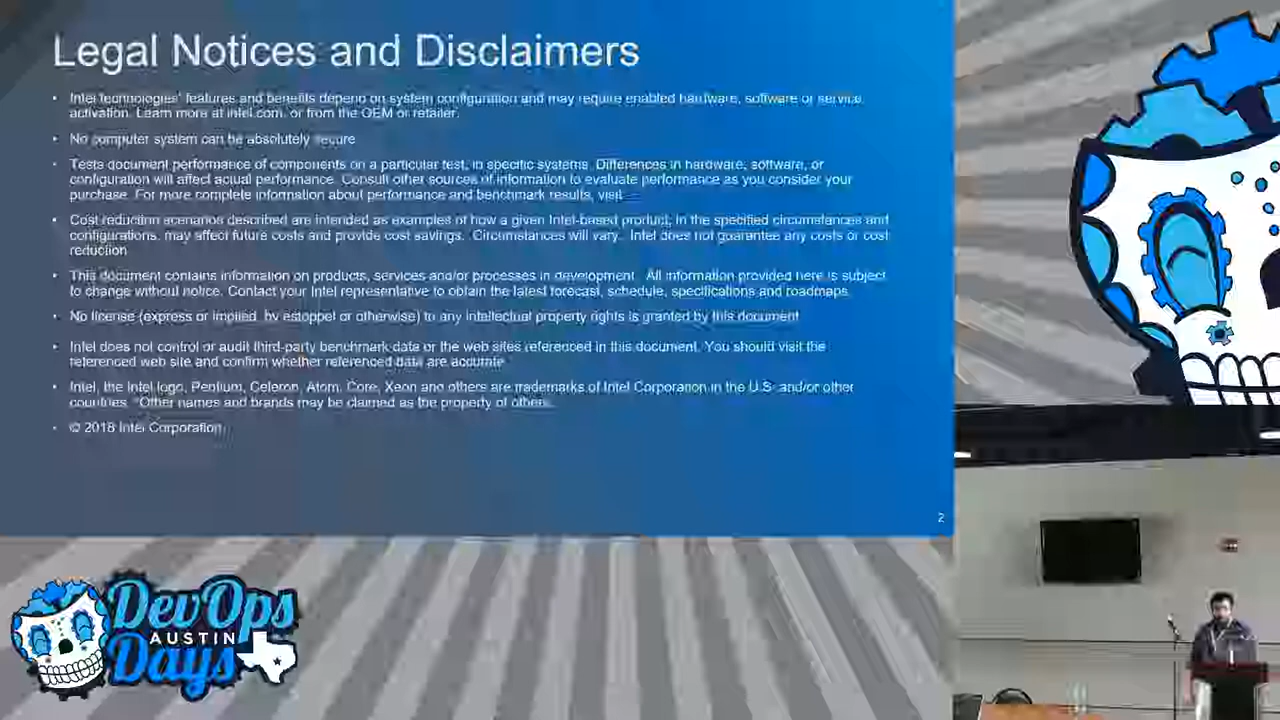 Legal Notices and Disclaimers
• Intel technologies' features and benefits depend on system configuration and may require enabled hardware, software or service
activation. Learn more at intel.com, or from the OEM or retailer.
• No computer system can be absolutely secure
• Tests document performance of components on a particular test, in specific systems. Differences in hardware, software, or
configuration will affect actual performance. Consult other sources of information to evaluate performance as you consider your
purchase. For more complete information about performance and benchmark results, visit
• Cost reduction scenarios described are intended as examples of how a given Intel-based product, in the specified circumstances and
configurations, may affect future costs and provide cost savings. Circumstances will vary. Intel does not guarantee any costs or cost
reduction
• This document contains information on products, services and/or processes in development. All information provided here is subject
to change without notice. Contact your Intel representative to obtain the latest forecast, schedule, specifications and roadmaps
• No license (express or implied, by estoppel or otherwise) to any intellectual property rights is granted by this document
• Intel does not control or audit third-party benchmark data or the web sites referenced in this document. You should visit the
referenced web site and confirm whether referenced data are accurate
• Intel, the Intel logo, Pentium, Celeron, Atom, Core, Xeon and others are trademarks of Intel Corporation in the U.S. and/or other
countries. *Other names and brands may be claimed as the property of others.
• © 2018 Intel Corporation
2
DevOps
AUSTIN
Days